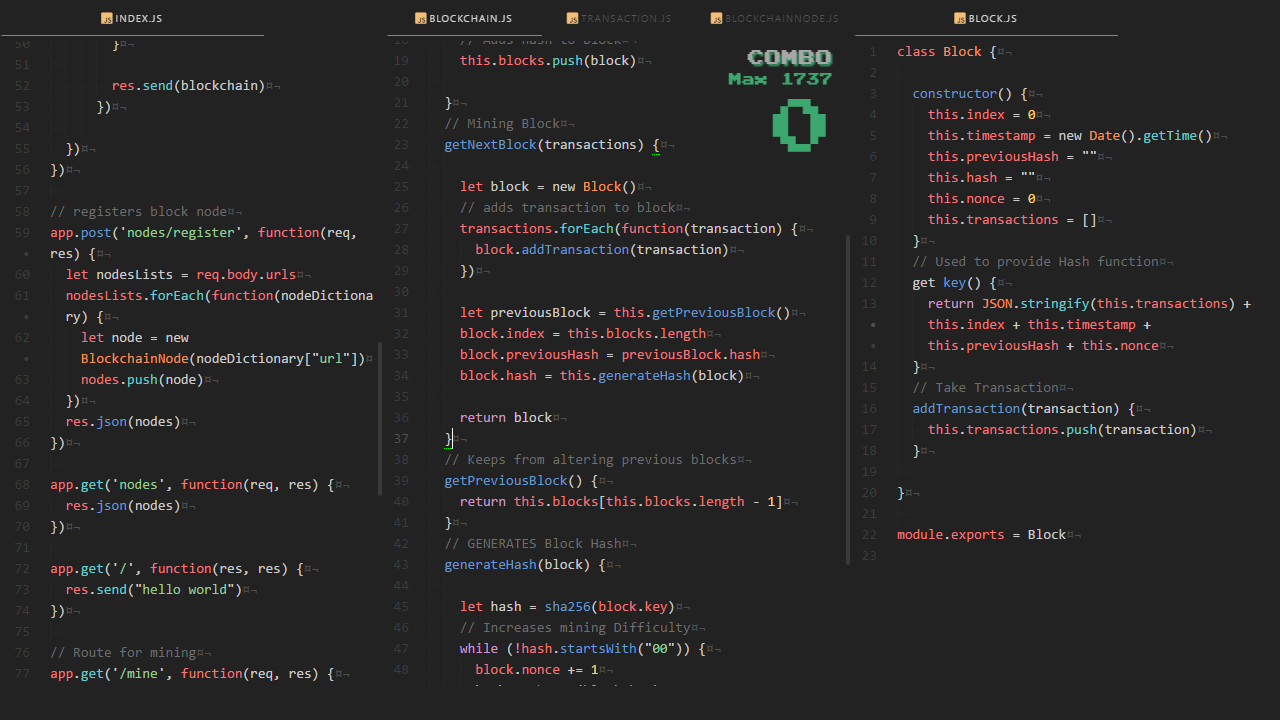 INDEX.JS
50 }¤¬
51
52 res.send(blockchain)¤¬
53 })¤¬
54
55 })¤¬
56 })¤¬
57
58 // registers block node¤¬
59 app.post('nodes/register', function(req,
• res) {¤¬
60 let nodesLists = req.body.urls¤¬
61 nodesLists.forEach(function(nodeDictiona
• ry) {¤¬
62 let node = new
• BlockchainNode(nodeDictionary["url"])¤
63 nodes.push(node)¤¬
64 })¤¬
65 res.json(nodes)¤¬
66 })¤¬
67
68 app.get('nodes', function(req, res) {¤¬
69 res.json(nodes)¤¬
70 })¤¬
71
72 app.get('/', function(res, res) {¤¬
73 res.send("hello world")¤¬
74 })¤¬
75
76 // Route for mining¤¬
77 app.get('/mine', function(req, res) {¤¬
BLOCKCHAIN.JS TRANSACTION.JS BLOCKCHAINNODE.JS
18 // Adds hash to block¤¬
19 this.blocks.push(block)¤¬
20
21 }¤¬
22 // Mining Block¤¬
23 getNextBlock(transactions) {¤¬
24
25 let block = new Block()¤¬
26 // adds transaction to block¤¬
27 transactions.forEach(function(transaction) {¤¬
28 block.addTransaction(transaction)¤¬
29 })¤¬
30
31 let previousBlock = this.getPreviousBlock()¤¬
32 block.index = this.blocks.length¤¬
33 block.previousHash = previousBlock.hash¤¬
34 block.hash = this.generateHash(block)¤¬
35
36 return block¤¬
37 }¤¬
38 // Keeps from altering previous blocks¤¬
39 getPreviousBlock() {¤¬
40 return this.blocks[this.blocks.length - 1]¤¬
41 }¤¬
42 // GENERATES Block Hash¤¬
43 generateHash(block) {¤¬
44
45 let hash = sha256(block.key)¤¬
46 // Increases mining Difficulty¤¬
47 while (!hash.startsWith("00")) {¤¬
48 block.nonce += 1¤¬
COMBO
Max 1737
0
BLOCK.JS
1 class Block {¤¬
2
3 constructor() {¤¬
4 this.index = 0¤¬
5 this.timestamp = new Date().getTime()¤¬
6 this.previousHash = ""¤¬
7 this.hash = ""¤¬
8 this.nonce = 0¤¬
9 this.transactions = []¤¬
10 }¤¬
11 // Used to provide Hash function¤¬
12 get key() {¤¬
13 return JSON.stringify(this.transactions) +
• this.index + this.timestamp +
• this.previousHash + this.nonce¤¬
14 }¤¬
15 // Take Transaction¤¬
16 addTransaction(transaction) {¤¬
17 this.transactions.push(transaction)¤¬
18 }¤¬
19
20 }¤¬
21
22 module.exports = Block¤¬
23